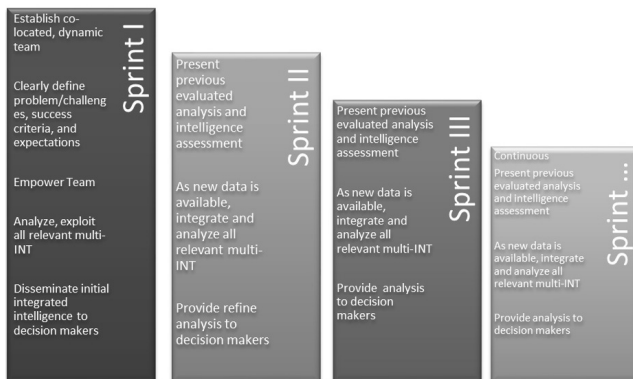 Sprint I
Establish co-
located, dynamic
team
Clearly define
problem/challeng
es, success
criteria, and
expectations
Empower Team
Analyze, exploit
all relevant multi-
INT
Disseminate initial
integrated
intelligence to
decision makers
Sprint II
Present
previous
evaluated
analysis and
intelligence
assessment
As new data is
available,
integrate and
analyze all
relevant multi-
INT
Provide refine
analysis to
decision makers
Sprint III
Present previous
evaluated analysis
and intelligence
assessment
As new data is
available,
integrate and
analyze all
relevant multi-INT
Provide  analysis
to decision
makers
Sprint ...
Continuous
Present previous
evaluated analysis
and intelligence
assessment
As new data is
available, integrate
and analyze all
relevant multi-INT
Provide analysis to
decision makers